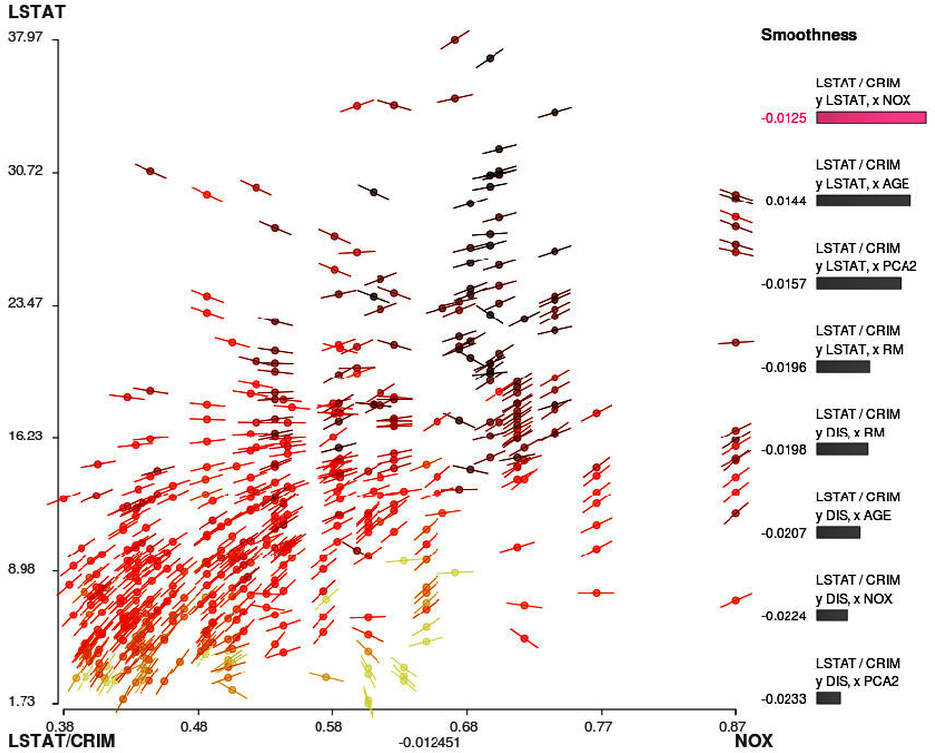 LSTAT
37.97
30.72
23.47
16.23
8.98
1.73
0.38
0.48
0.58
0.68
0.77
0.87
LSTAT/CRIM
-0.012451
NOX
Smoothness
LSTAT / CRIM
y LSTAT, x NOX
-0.0125
LSTAT / CRIM
y LSTAT, x AGE
0.0144
LSTAT / CRIM
y LSTAT, x PCA2
-0.0157
LSTAT / CRIM
y LSTAT, x RM
-0.0196
LSTAT / CRIM
y DIS, x RM
-0.0198
LSTAT / CRIM
y DIS, x AGE
-0.0207
LSTAT / CRIM
y DIS, x NOX
-0.0224
LSTAT / CRIM
y DIS, x PCA2
-0.0233